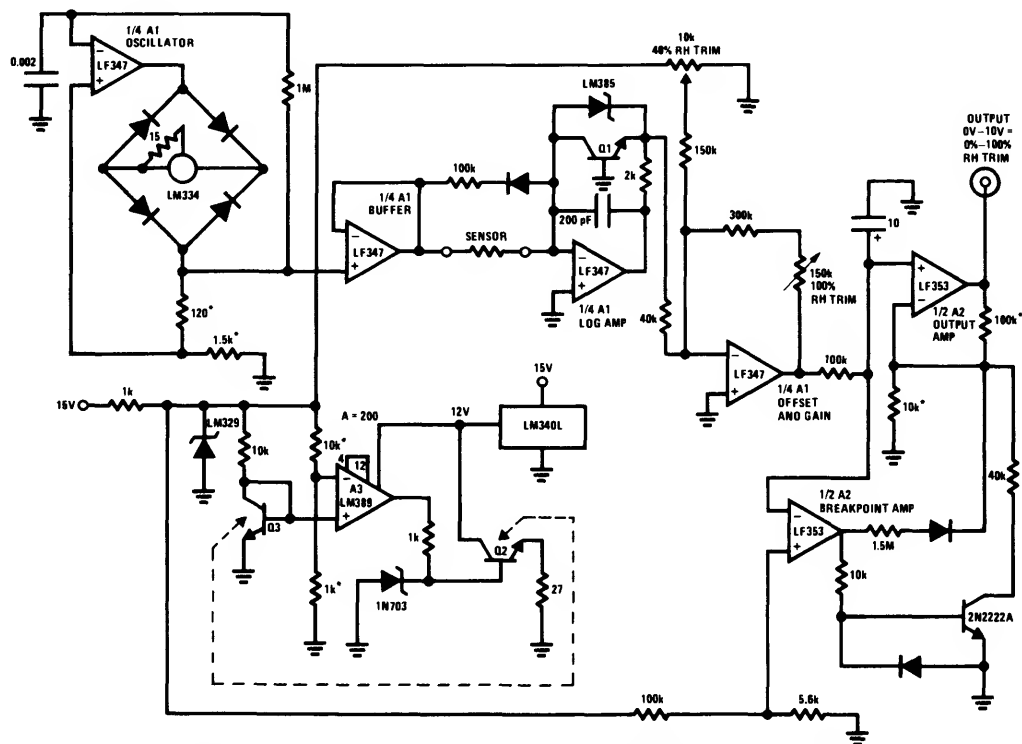 1/4 A1
OSCILLATOR
0.002
LF347
1M
15
LM334
120*
1.5k*
10k
40% RH TRIM
LM385
Q1
2k
200 pF
100k
1/4 A1
BUFFER
LF347
SENSOR
LF347
1/4 A1
LOG AMP
150k
300k
150k
100% RH TRIM
40k
LF347
1/4 A1
OFFSET
AND GAIN
100k
OUTPUT
0V–10V =
0%–100%
RH TRIM
10
LF353
1/2 A2
OUTPUT
AMP
100k*
10k*
40k
1/2 A2
BREAKPOINT AMP
LF353
1.5M
10k
2N2222A
15V
1k
LM329
10k
Q3
10k*
A = 200
4
12
A3
LM389
1k*
1k
1N703
12V
15V
LM340L
Q2
27
100k
5.6k